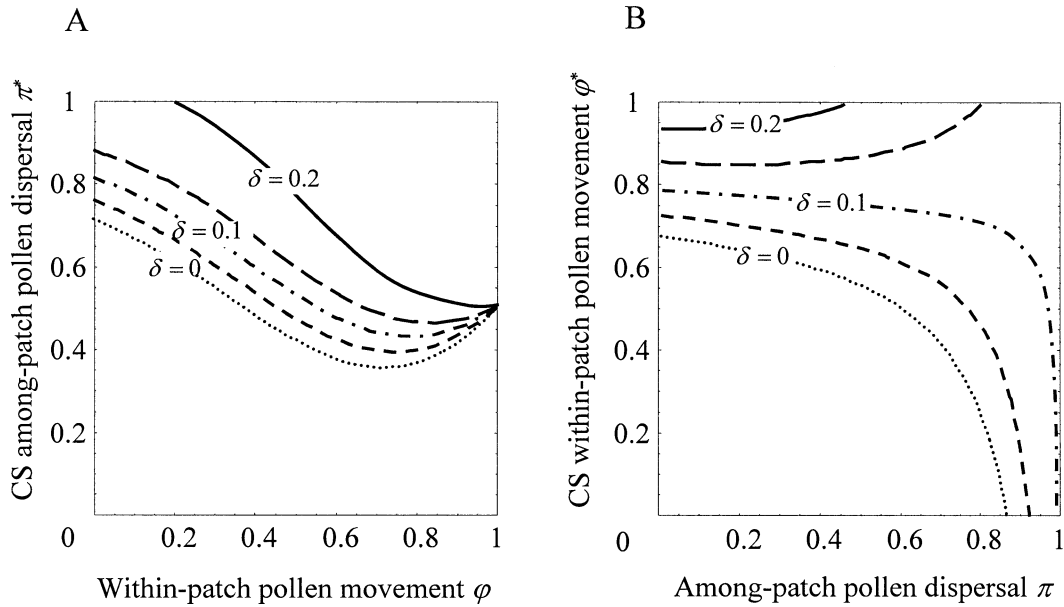 A
CS among-patch pollen dispersal π*
1
0.8
0.6
0.4
0.2
0
0.2
0.4
0.6
0.8
1
δ = 0.2
δ = 0.1
δ = 0
Within-patch pollen movement φ
B
CS within-patch pollen movement φ*
1
0.8
0.6
0.4
0.2
0
0.2
0.4
0.6
0.8
1
δ = 0.2
δ = 0.1
δ = 0
Among-patch pollen dispersal π